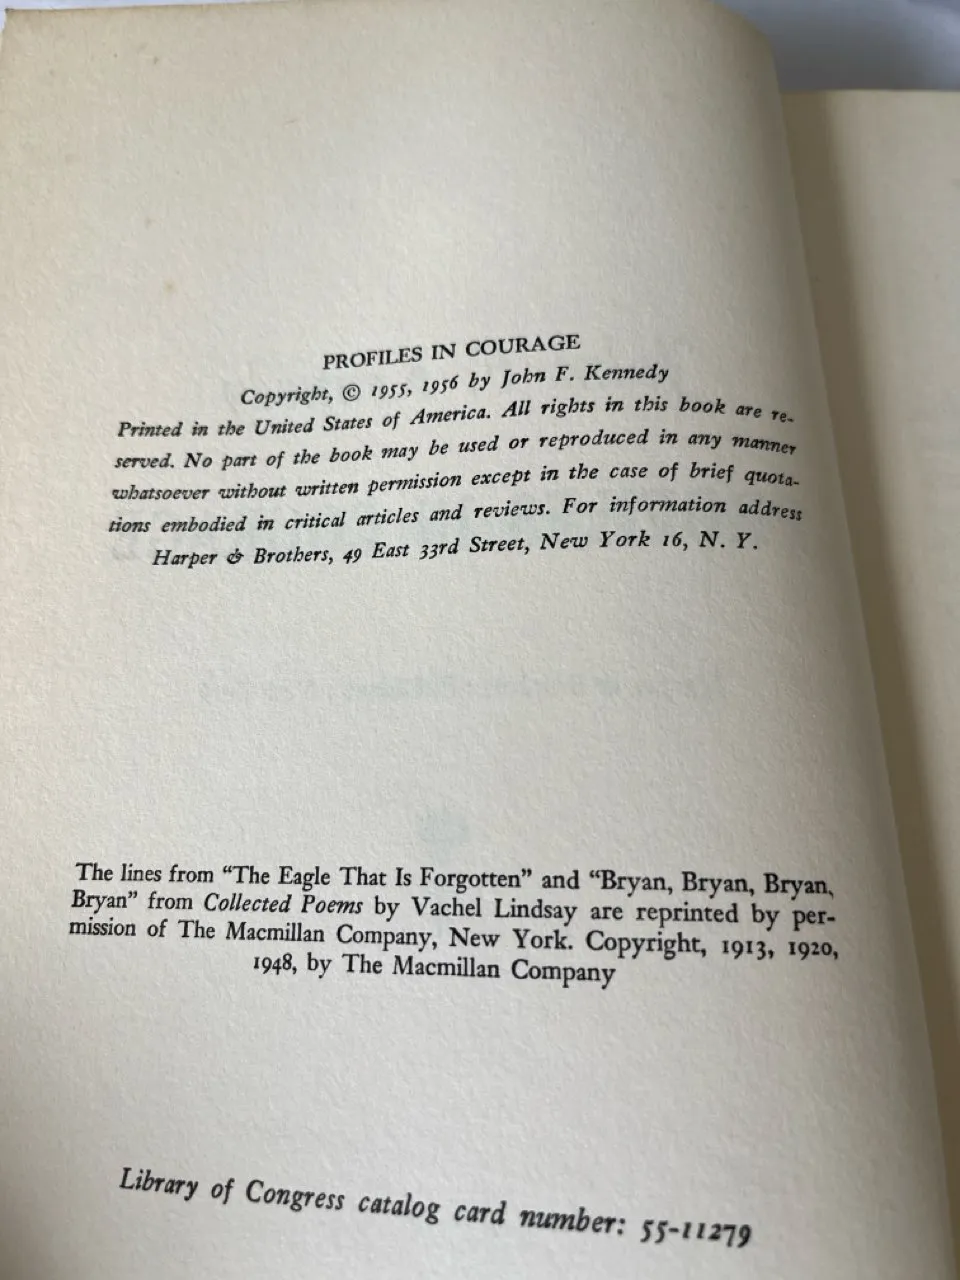 PROFILES IN COURAGE
Copyright, © 1955, 1956 by John F. Kennedy
Printed in the United States of America. All rights in this book are re-
served. No part of the book may be used or reproduced in any manner
whatsoever without written permission except in the case of brief quota-
tions embodied in critical articles and reviews. For information address
Harper & Brothers, 49 East 33rd Street, New York 16, N. Y.
The lines from “The Eagle That Is Forgotten” and “Bryan, Bryan, Bryan,
Bryan” from Collected Poems by Vachel Lindsay are reprinted by per-
mission of The Macmillan Company, New York. Copyright, 1913, 1920,
1948, by The Macmillan Company
Library of Congress catalog card number: 55-11279